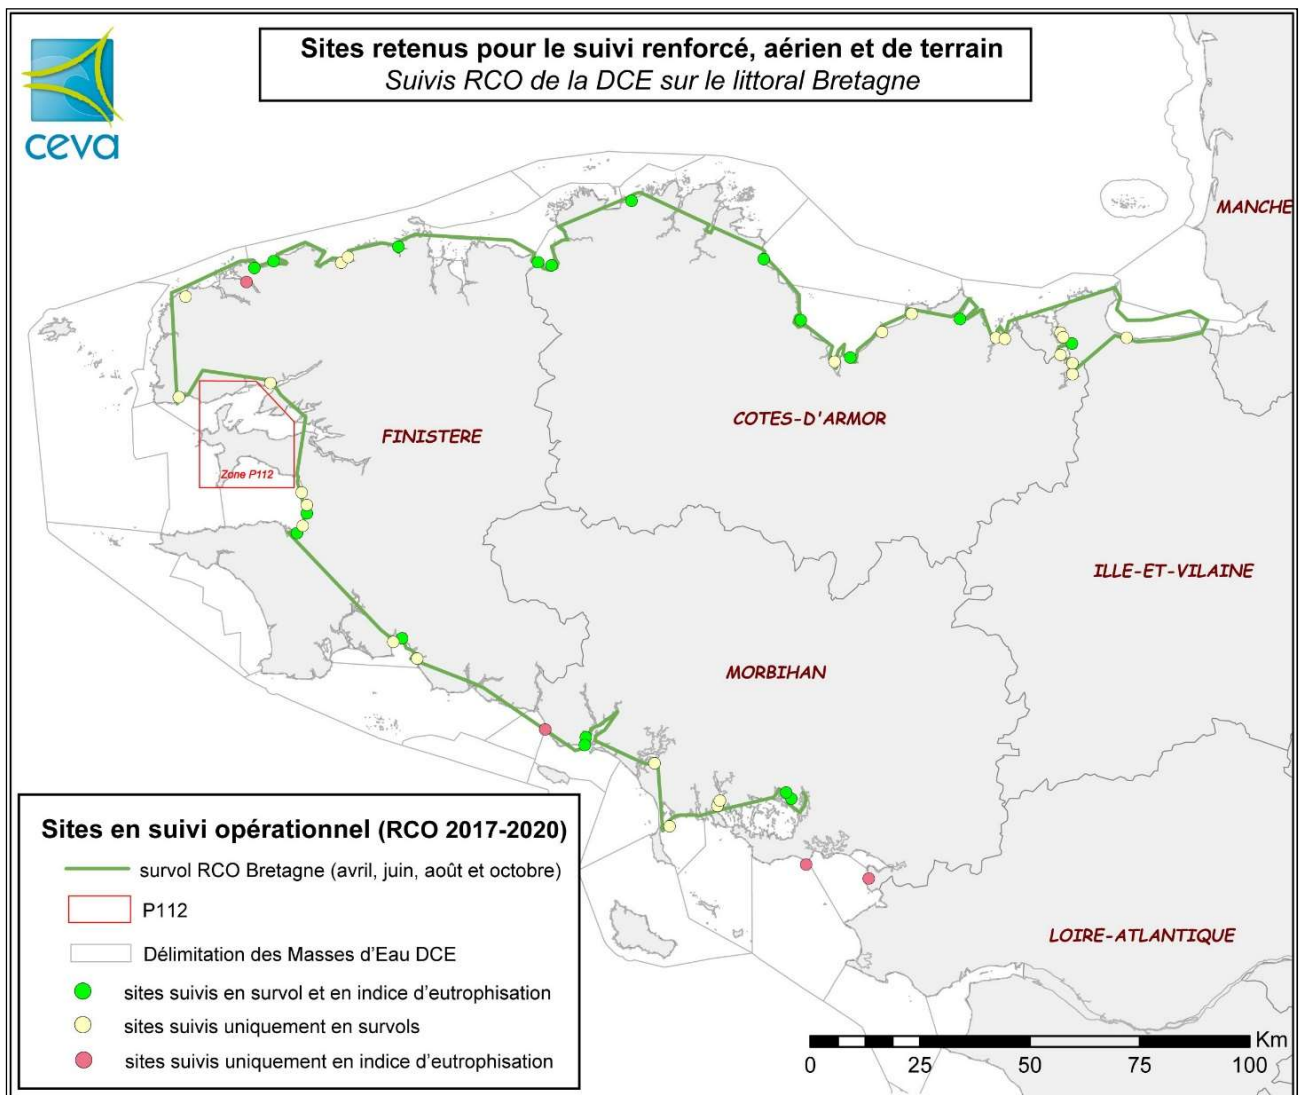 ceva
Sites retenus pour le suivi renforcé, aérien et de terrain
Suivis RCO de la DCE sur le littoral Bretagne
MANCHE
COTES-D'ARMOR
FINISTERE
Zone P112
ILLE-ET-VILAINE
MORBIHAN
LOIRE-ATLANTIQUE
Sites en suivi opérationnel (RCO 2017-2020)
survol RCO Bretagne (avril, juin, août et octobre)
P112
Délimitation des Masses d'Eau DCE
sites suivis en survol et en indice d'eutrophisation
sites suivis uniquement en survols
sites suivis uniquement en indice d'eutrophisation
Km
0 25 50 75 100